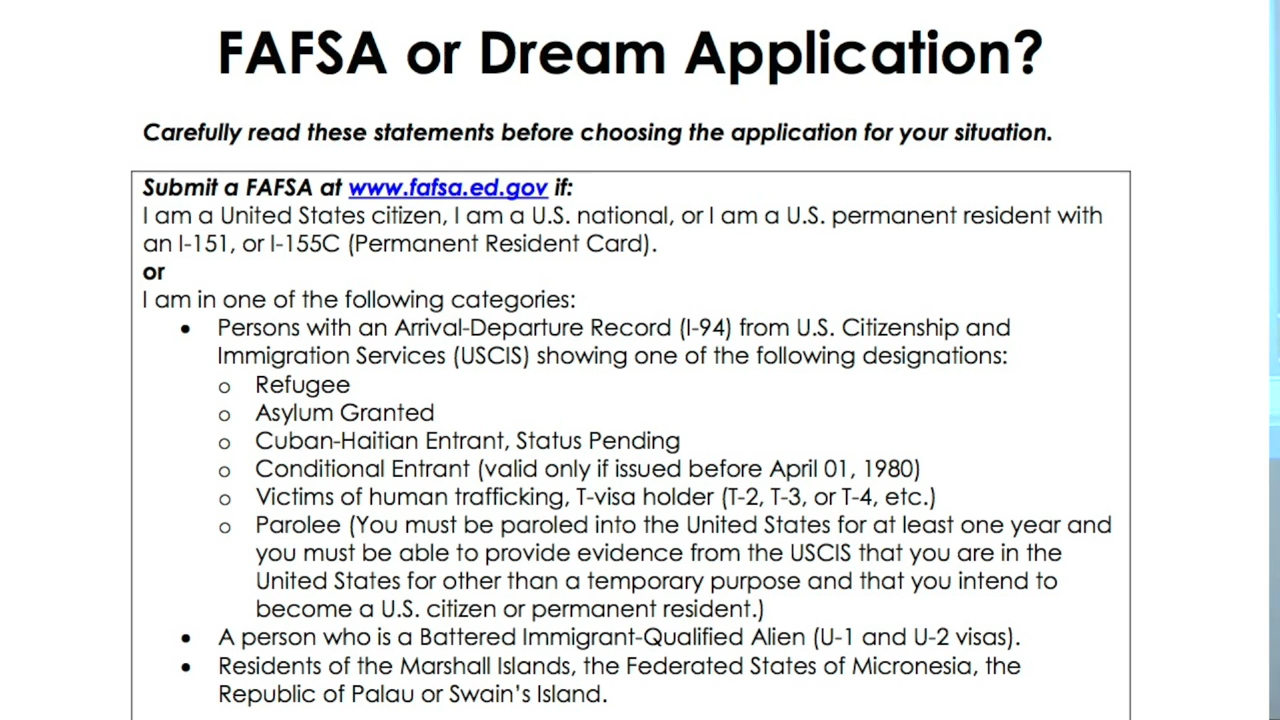 FAFSA or Dream Application?
Carefully read these statements before choosing the application for your situation.
Submit a FAFSA at www.fafsa.ed.gov if:
I am a United States citizen, I am a U.S. national, or I am a U.S. permanent resident with
an I-151, or I-155C (Permanent Resident Card).
or
I am in one of the following categories:
• Persons with an Arrival-Departure Record (I-94) from U.S. Citizenship and
Immigration Services (USCIS) showing one of the following designations:
o Refugee
o Asylum Granted
o Cuban-Haitian Entrant, Status Pending
o Conditional Entrant (valid only if issued before April 01, 1980)
o Victims of human trafficking, T-visa holder (T-2, T-3, or T-4, etc.)
o Parolee (You must be paroled into the United States for at least one year and
you must be able to provide evidence from the USCIS that you are in the
United States for other than a temporary purpose and that you intend to
become a U.S. citizen or permanent resident.)
• A person who is a Battered Immigrant-Qualified Alien (U-1 and U-2 visas).
• Residents of the Marshall Islands, the Federated States of Micronesia, the
Republic of Palau or Swain's Island.